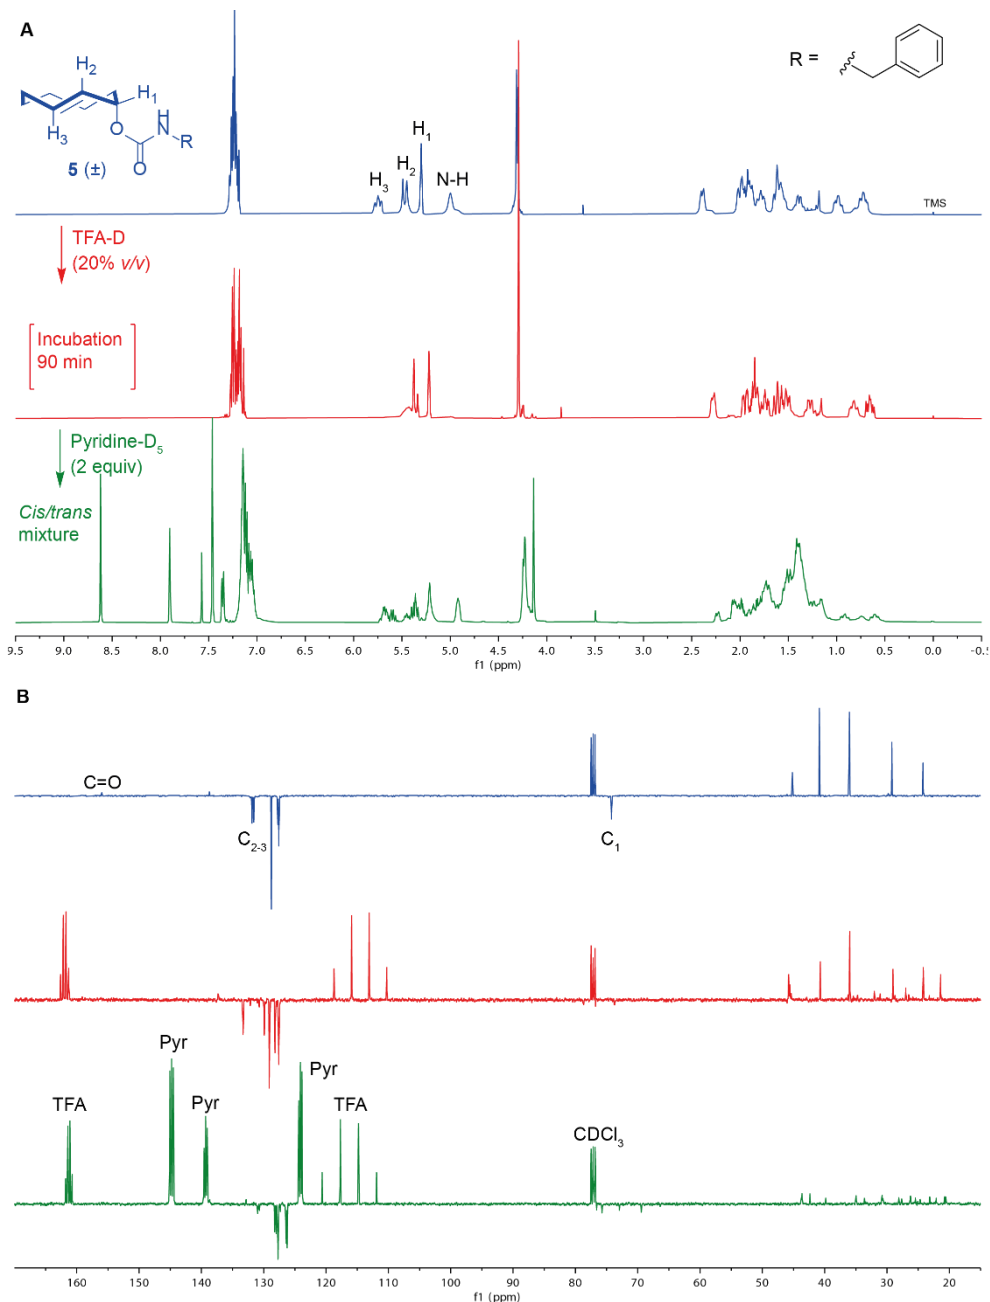 A
R =
H2
H1
H3
O
H
N
R
O
5 (±)
H3
H2
H1
N-H
TMS
TFA-D
(20% v/v)
Incubation
90 min
Pyridine-D5
(2 equiv)
Cis/trans
mixture
9.5 9.0 8.5 8.0 7.5 7.0 6.5 6.0 5.5 5.0 4.5 4.0 3.5 3.0 2.5 2.0 1.5 1.0 0.5 0.0 -0.5
f1 (ppm)
B
C=O
C2-3
C1
Pyr
Pyr
Pyr
TFA
TFA
CDCl3
160 150 140 130 120 110 100 90 80 70 60 50 40 30 20
f1 (ppm)